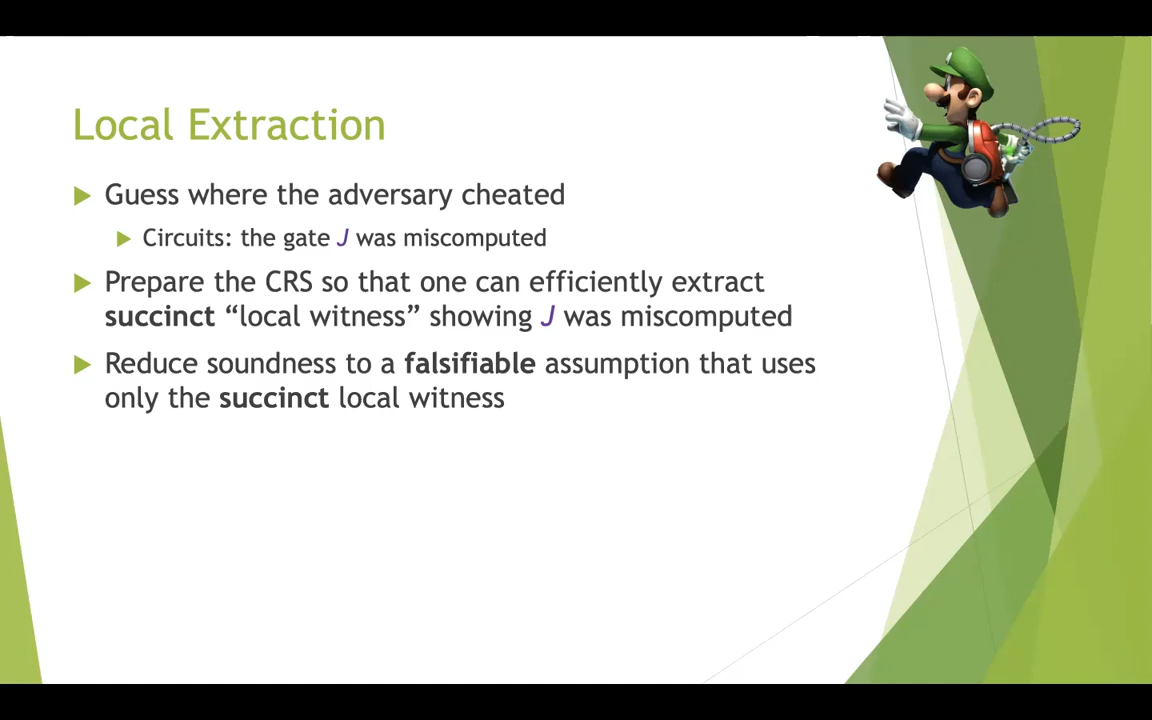 Local Extraction
Guess where the adversary cheated
Circuits: the gate J was miscomputed
Prepare the CRS so that one can efficiently extract
succinct “local witness” showing J was miscomputed
Reduce soundness to a falsifiable assumption that uses
only the succinct local witness